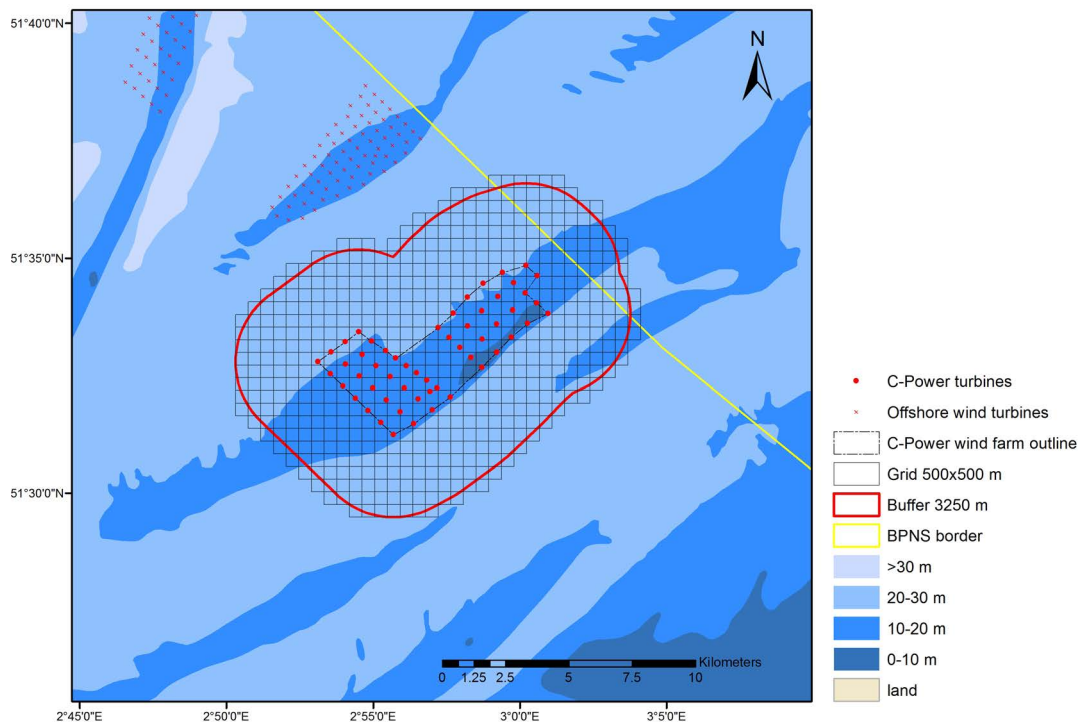 51°40'0"N
N
51°35'0"N
51°30'0"N
C-Power turbines
Offshore wind turbines
C-Power wind farm outline
Grid 500x500 m
Buffer 3250 m
BPNS border
>30 m
20-30 m
10-20 m
0-10 m
land
Kilometers
0 1.25 2.5 5 7.5 10
2°45'0"E 2°50'0"E 2°55'0"E 3°0'0"E 3°5'0"E